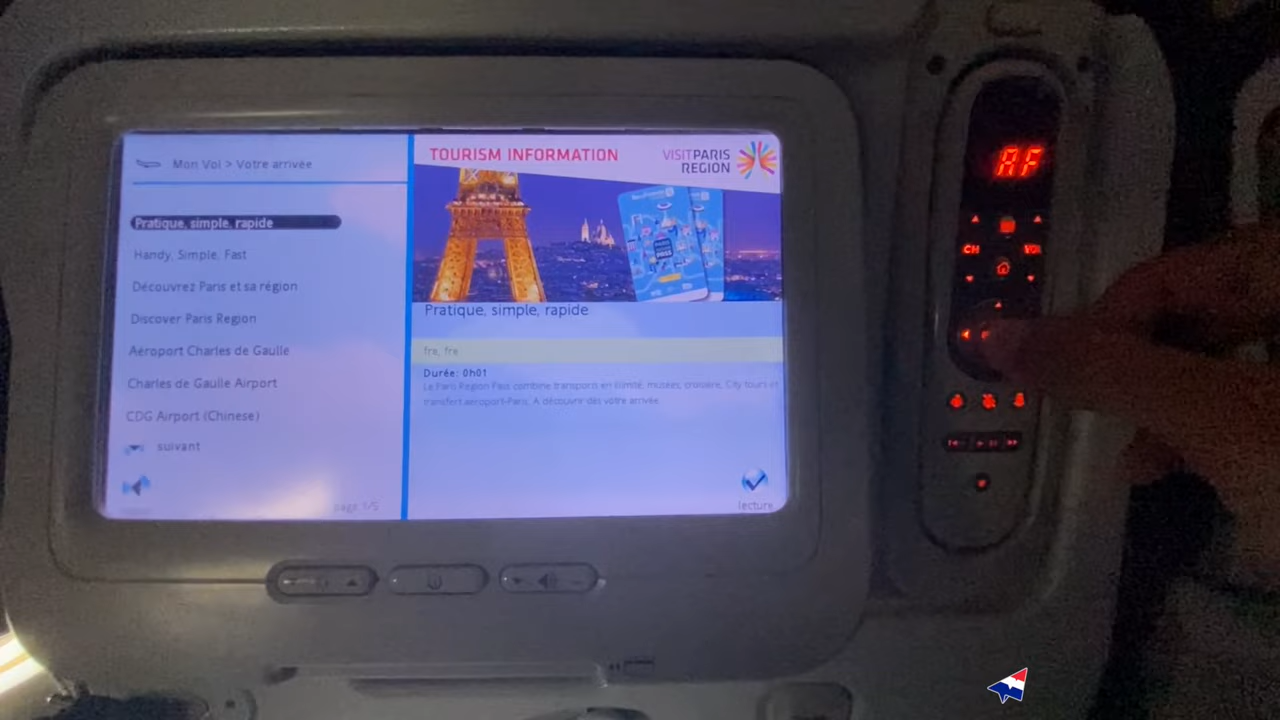 Mon Vol > Votre arrivée
Pratique, simple, rapide
Handy, Simple, Fast
Découvrez Paris et sa région
Discover Paris Region
Aéroport Charles de Gaulle
Charles de Gaulle Airport
CDG Airport (Chinese)
suivant
page 1/5
TOURISM INFORMATION
VISITPARIS
REGION
Pratique, simple, rapide
fre, fre
Durée: 0h01
Le Paris Region Pass combine transports en illimité, musées, croisière, City tours et
transfert aéroport-Paris. A découvrir dès votre arrivée.
lecture
AF
CH
VOL